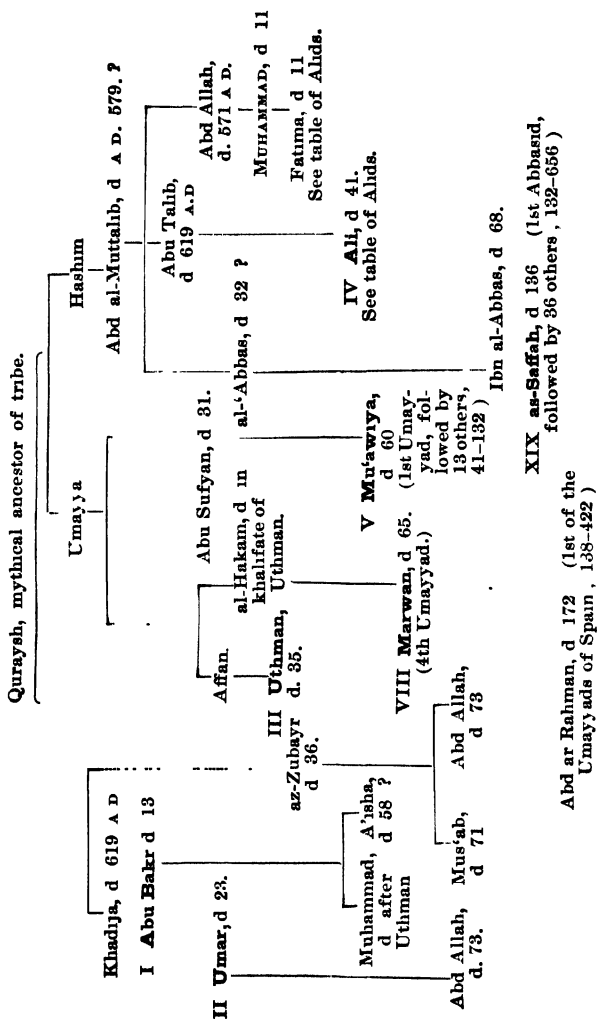 Quraysh, mythical ancestor of tribe.
Umayya
Hashim
Abd al-Muttalib, d A D. 579. ?
Khadija, d 619 A D
I Abu Bakr d 13
II Umar, d 23.
Affan
Abu Sufyan, d 31.
al-‘Abbas, d 32 ?
Abu Talib,
d 619 A.D
Abd Allah,
d. 571 A D.
MUHAMMAD, d 11
Fatima, d 11
See table of Alids.
al-Hakam, d in
khalifate of
Uthman.
III Uthman,
d. 35.
az-Zubayr
d 36.
IV Ali, d 41.
See table of Alids.
V Mu‘awiya,
d 60
(1st Umay-
yad, fol-
lowed by
13 others,
41-132 )
Muhammad,
d after
Uthman
A’isha,
d 58 ?
VIII Marwan, d 65.
(4th Umayyad.)
Abd Allah,
d. 73.
Mus‘ab,
d 71
Abd Allah,
d 73
Ibn al-Abbas, d 68.
XIX as-Saffah, d 136 (1st Abbasid,
followed by 36 others , 132-656 )
Abd ar Rahman, d 172 (1st of the
Umayyads of Spain , 138-422 )